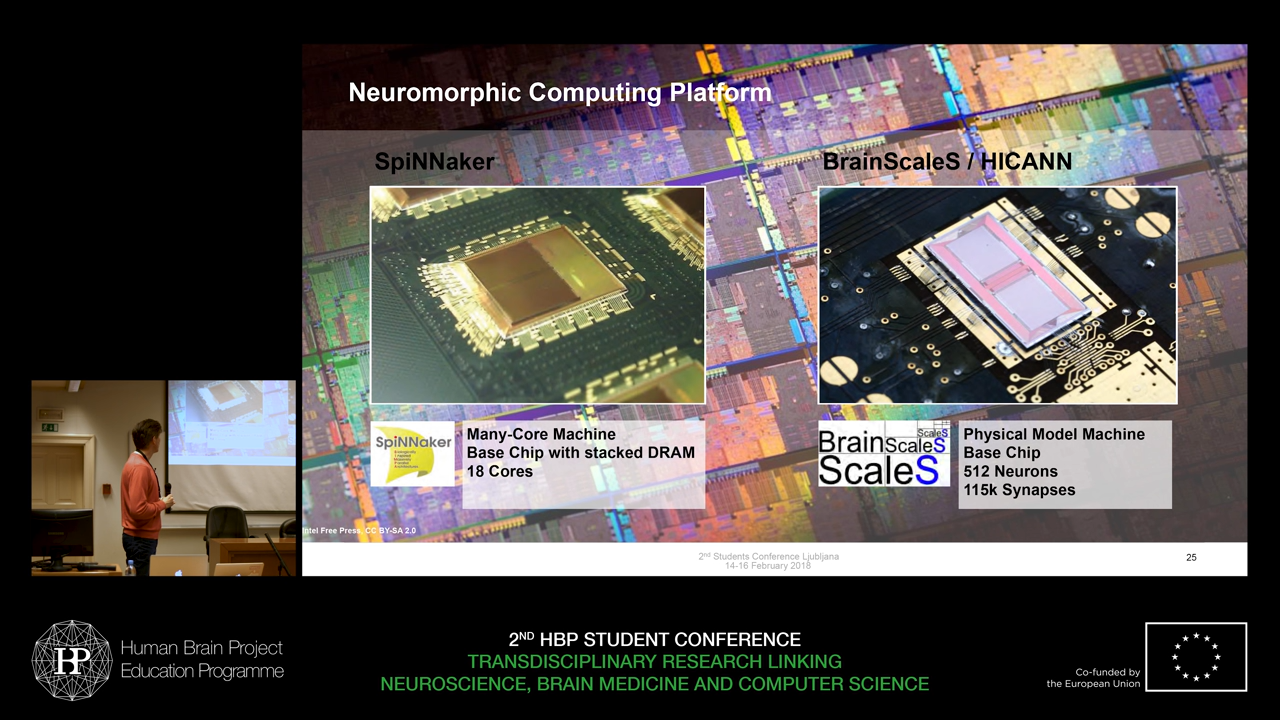 Neuromorphic Computing Platform
SpiNNaker
BrainScaleS / HICANN
SpiNNaker
Many-Core Machine
Base Chip with stacked DRAM
18 Cores
BrainScaleS
ScaleS
ScaleS
Physical Model Machine
Base Chip
512 Neurons
115k Synapses
Intel Free Press, CC BY-SA 2.0
2nd Students Conference Ljubljana
14-16 February 2018
25
HBP
Human Brain Project
Education Programme
2ND HBP STUDENT CONFERENCE
TRANSDISCIPLINARY RESEARCH LINKING
NEUROSCIENCE, BRAIN MEDICINE AND COMPUTER SCIENCE
Co-funded by
the European Union